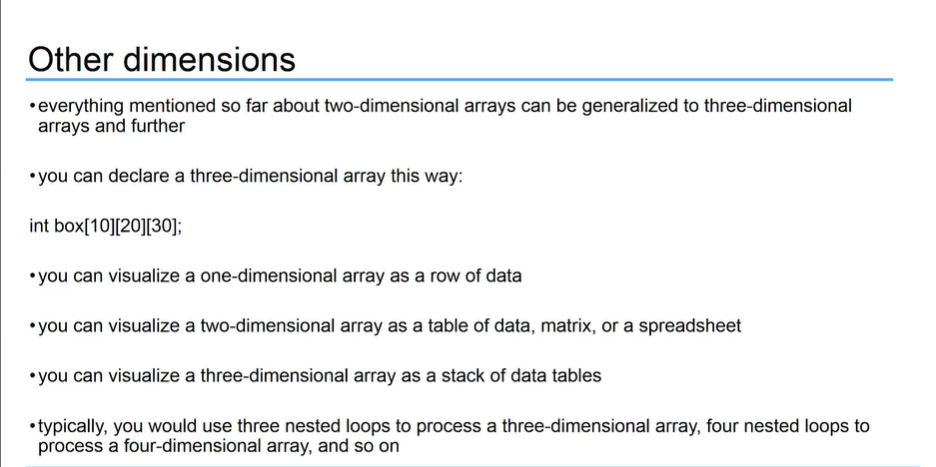 Other dimensions
•everything mentioned so far about two-dimensional arrays can be generalized to three-dimensional
arrays and further
•you can declare a three-dimensional array this way:
int box[10][20][30];
•you can visualize a one-dimensional array as a row of data
•you can visualize a two-dimensional array as a table of data, matrix, or a spreadsheet
•you can visualize a three-dimensional array as a stack of data tables
•typically, you would use three nested loops to process a three-dimensional array, four nested loops to
process a four-dimensional array, and so on